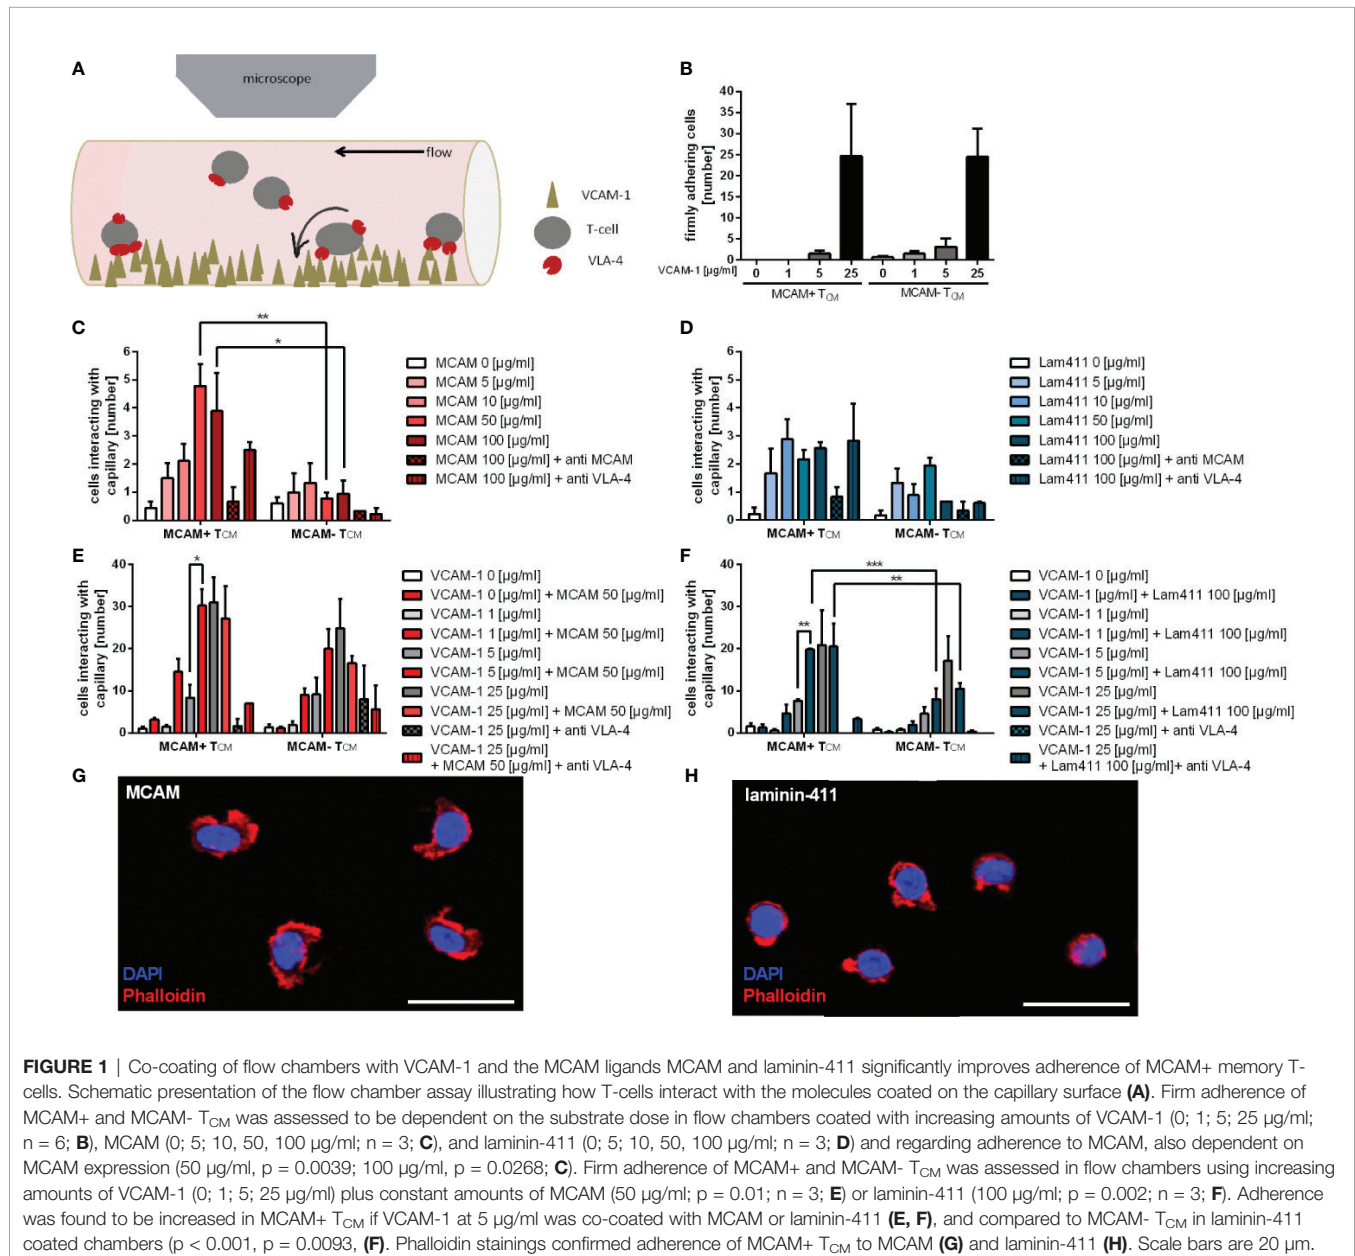 A
microscope
flow
VCAM-1
T-cell
VLA-4
B
firmly adhering cells
[number]
40
35
30
25
20
15
10
5
0
VCAM-1 [µg/ml]
0 1 5 25 0 1 5 25
MCAM+ TCM MCAM- TCM
C
cells interacting with
capillary [number]
6
5
4
3
2
1
0
** 
*
MCAM+ TCM MCAM- TCM
MCAM 0 [µg/ml]
MCAM 5 [µg/ml]
MCAM 10 [µg/ml]
MCAM 50 [µg/ml]
MCAM 100 [µg/ml]
MCAM 100 [µg/ml] + anti MCAM
MCAM 100 [µg/ml] + anti VLA-4
D
cells interacting with
capillary [number]
6
5
4
3
2
1
0
MCAM+ TCM MCAM- TCM
Lam411 0 [µg/ml]
Lam411 5 [µg/ml]
Lam411 10 [µg/ml]
Lam411 50 [µg/ml]
Lam411 100 [µg/ml]
Lam411 100 [µg/ml] + anti MCAM
Lam411 100 [µg/ml] + anti VLA-4
E
cells interacting with
capillary [number]
40
30
20
10
0
*
MCAM+ TCM MCAM- TCM
VCAM-1 0 [µg/ml]
VCAM-1 0 [µg/ml] + MCAM 50 [µg/ml]
VCAM-1 1 [µg/ml]
VCAM-1 1 [µg/ml] + MCAM 50 [µg/ml]
VCAM-1 5 [µg/ml]
VCAM-1 5 [µg/ml] + MCAM 50 [µg/ml]
VCAM-1 25 [µg/ml]
VCAM-1 25 [µg/ml] + MCAM 50 [µg/ml]
VCAM-1 25 [µg/ml] + anti VLA-4
VCAM-1 25 [µg/ml]
+ MCAM 50 [µg/ml] + anti VLA-4
F
cells interacting with
capillary [number]
40
30
20
10
0
***
**
**
MCAM+ TCM MCAM- TCM
VCAM-1 0 [µg/ml]
VCAM-1 [µg/ml] + Lam411 100 [µg/ml]
VCAM-1 1 [µg/ml]
VCAM-1 1 [µg/ml] + Lam411 100 [µg/ml]
VCAM-1 5 [µg/ml]
VCAM-1 5 [µg/ml] + Lam411 100 [µg/ml]
VCAM-1 25 [µg/ml]
VCAM-1 25 [µg/ml] + Lam411 100 [µg/ml]
VCAM-1 25 [µg/ml] + anti VLA-4
VCAM-1 25 [µg/ml]
+ Lam411 100 [µg/ml]+ anti VLA-4
G
MCAM
DAPI
Phalloidin
H
laminin-411
DAPI
Phalloidin
FIGURE 1 | Co-coating of flow chambers with VCAM-1 and the MCAM ligands MCAM and laminin-411 significantly improves adherence of MCAM+ memory T-
cells. Schematic presentation of the flow chamber assay illustrating how T-cells interact with the molecules coated on the capillary surface (A). Firm adherence of
MCAM+ and MCAM- TCM was assessed to be dependent on the substrate dose in flow chambers coated with increasing amounts of VCAM-1 (0; 1; 5; 25 µg/ml;
n = 6; B), MCAM (0; 5; 10, 50, 100 µg/ml; n = 3; C), and laminin-411 (0; 5; 10, 50, 100 µg/ml; n = 3; D) and regarding adherence to MCAM, also dependent on
MCAM expression (50 µg/ml, p = 0.0039; 100 µg/ml, p = 0.0268; C). Firm adherence of MCAM+ and MCAM- TCM was assessed in flow chambers using increasing
amounts of VCAM-1 (0; 1; 5; 25 µg/ml) plus constant amounts of MCAM (50 µg/ml; p = 0.01; n = 3; E) or laminin-411 (100 µg/ml; p = 0.002; n = 3; F). Adherence
was found to be increased in MCAM+ TCM if VCAM-1 at 5 µg/ml was co-coated with MCAM or laminin-411 (E, F), and compared to MCAM- TCM in laminin-411
coated chambers (p < 0.001, p = 0.0093, (F). Phalloidin stainings confirmed adherence of MCAM+ TCM to MCAM (G) and laminin-411 (H). Scale bars are 20 µm.